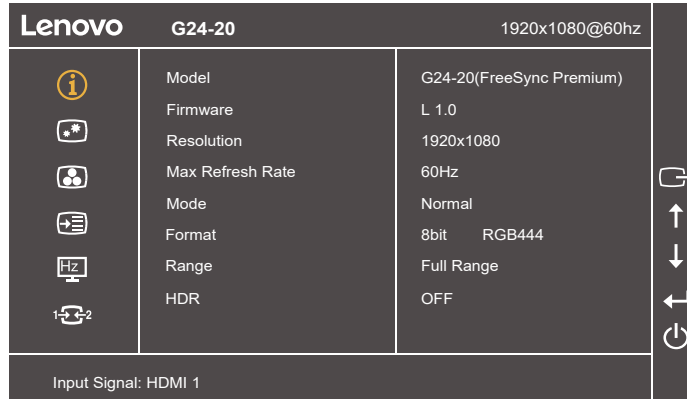 Lenovo G24-20 1920x1080@60hz
Model G24-20(FreeSync Premium)
Firmware L 1.0
Resolution 1920x1080
Max Refresh Rate 60Hz
Mode Normal
Format 8bit RGB444
Range Full Range
Hz
HDR OFF
1 2
Input Signal: HDMI 1